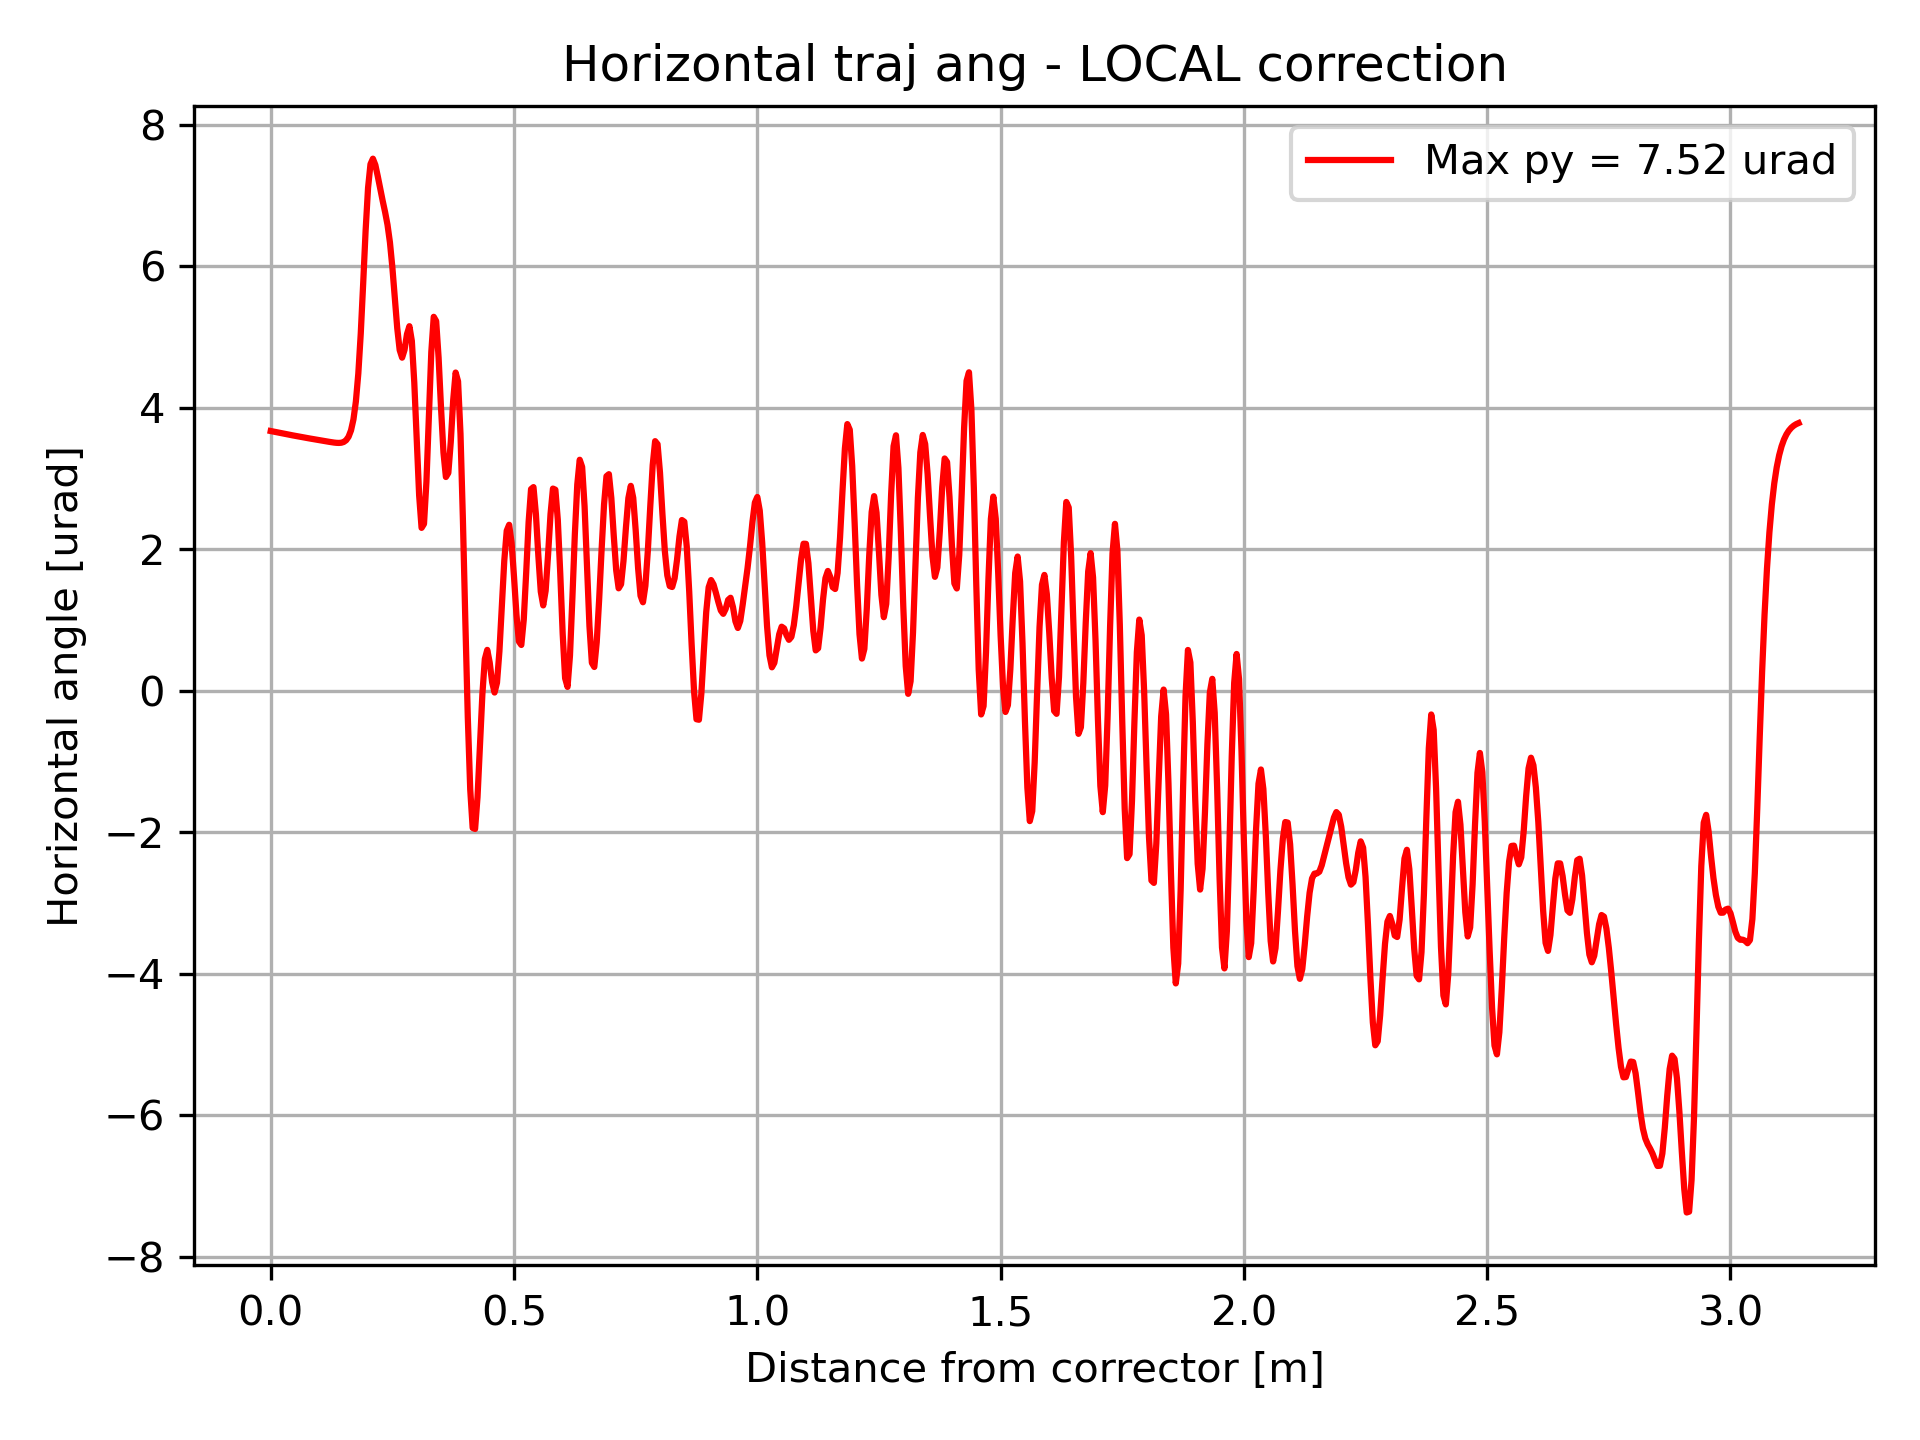 Horizontal traj ang - LOCAL correction
Max py = 7.52 urad
Horizontal angle [urad]
8
6
4
2
0
−2
−4
−6
−8
0.0 0.5 1.0 1.5 2.0 2.5 3.0
Distance from corrector [m]